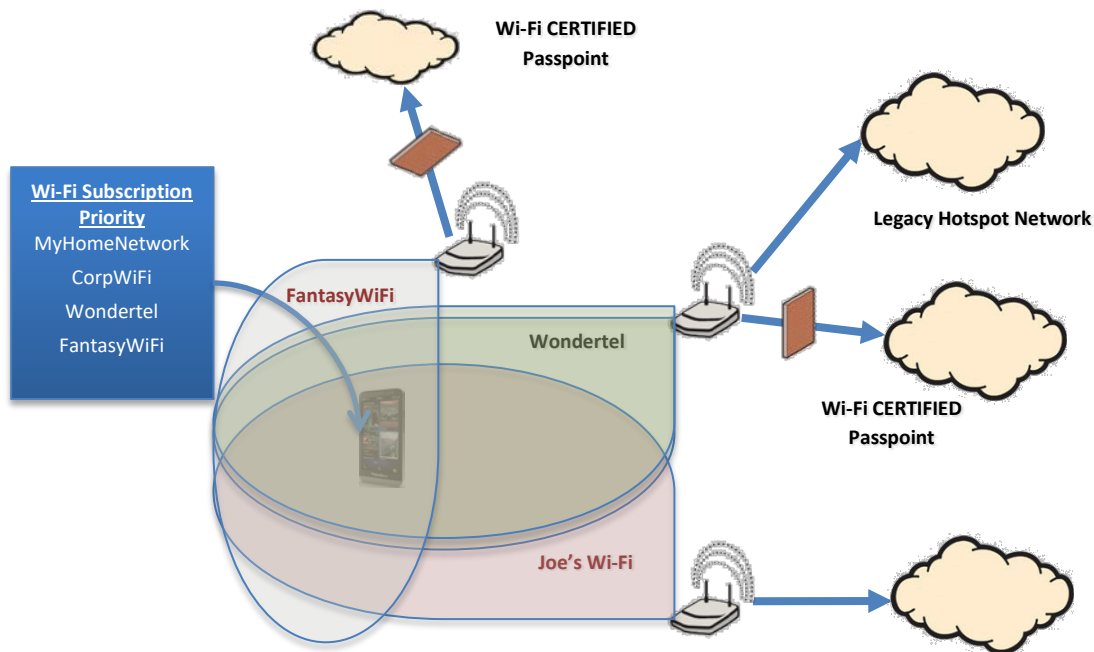 Wi-Fi CERTIFIED
Passpoint
Wi-Fi Subscription
Priority
MyHomeNetwork
CorpWiFi
Wondertel
FantasyWiFi
Legacy Hotspot Network
FantasyWiFi
Wondertel
Wi-Fi CERTIFIED
Passpoint
Joe's Wi-Fi